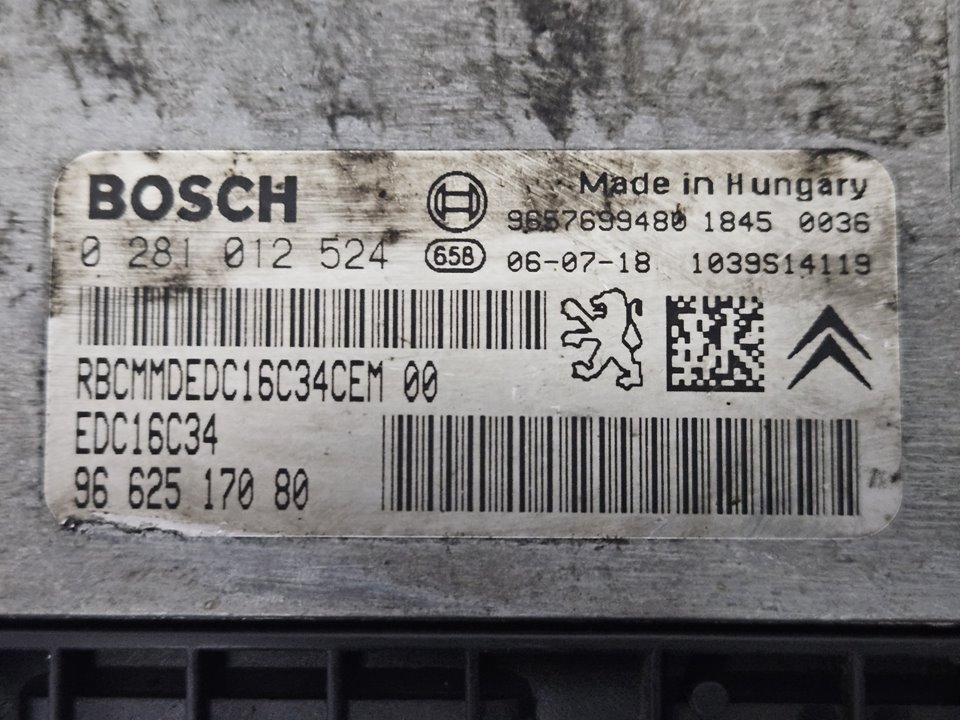 BOSCH
Made in Hungary
9657699480 1845 0036
0 281 012 524
658
06-07-18 1039S14119
RBCMMDEDC16C34CEM 00
EDC16C34
96 625 170 80